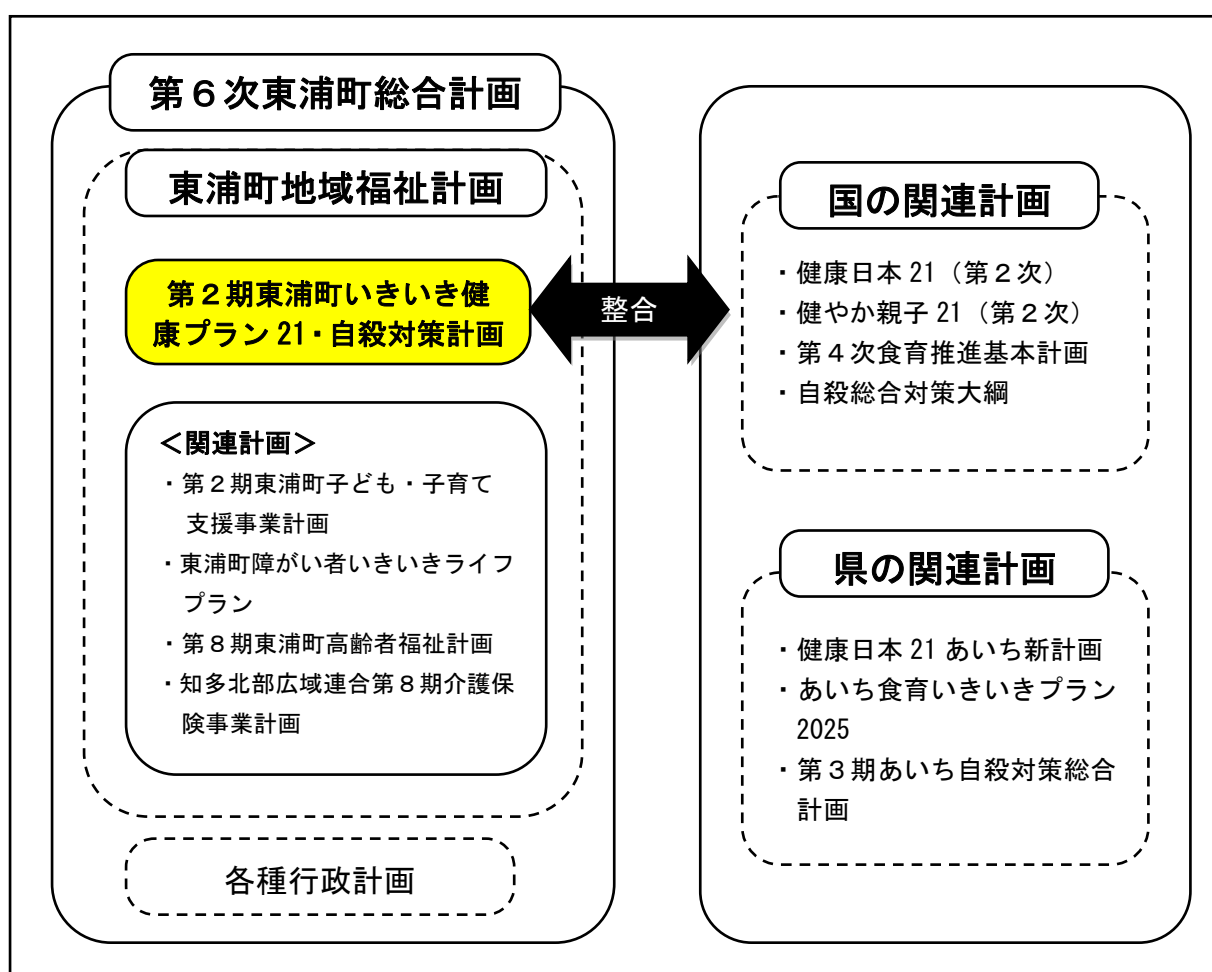 第６次東浦町総合計画
東浦町地域福祉計画
第２期東浦町いきいき健
康プラン21・自殺対策計画
＜関連計画＞
・第２期東浦町子ども・子育て
支援事業計画
・東浦町障がい者いきいきライフ
プラン
・第８期東浦町高齢者福祉計画
・知多北部広域連合第８期介護保
険事業計画
各種行政計画
整合
国の関連計画
・健康日本21（第２次）
・健やか親子21（第２次）
・第４次食育推進基本計画
・自殺総合対策大綱
県の関連計画
・健康日本21あいち新計画
・あいち食育いきいきプラン
2025
・第３期あいち自殺対策総合
計画